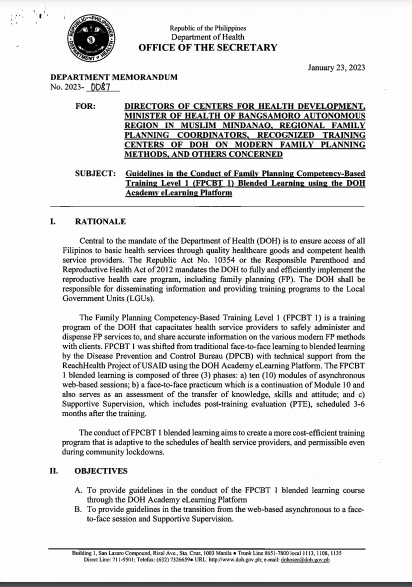 Republic of the Philippines
Department of Health
OFFICE OF THE SECRETARY
January 23, 2023
DEPARTMENT MEMORANDUM
No. 2023- 0087
FOR: DIRECTORS OF CENTERS FOR HEALTH DEVELOPMENT,
MINISTER OF HEALTH OF BANGSAMORO AUTONOMOUS
REGION IN MUSLIM MINDANAO, REGIONAL FAMILY
PLANNING COORDINATORS, RECOGNIZED TRAINING
CENTERS OF DOH ON MODERN FAMILY PLANNING
METHODS, AND OTHERS CONCERNED
SUBJECT: Guidelines in the Conduct of Family Planning Competency-Based
Training Level 1 (FPCBT 1) Blended Learning using the DOH
Academy eLearning Platform
I. RATIONALE
Central to the mandate of the Department of Health (DOH) is to ensure access of all
Filipinos to basic health services through quality healthcare goods and competent health
service providers. The Republic Act No. 10354 or the Responsible Parenthood and
Reproductive Health Act of 2012 mandates the DOH to fully and efficiently implement the
reproductive health care program, including family planning (FP). The DOH shall be
responsible for disseminating information and providing training programs to the Local
Government Units (LGUs).
The Family Planning Competency-Based Training Level 1 (FPCBT 1) is a training
program of the DOH that capacitates health service providers to safely administer and
dispense FP services to, and share accurate information on the various modern FP methods
with clients. FPCBT 1 was shifted from traditional face-to-face learning to blended learning
by the Disease Prevention and Control Bureau (DPCB) with technical support from the
ReachHealth Project of USAID using the DOH Academy eLearning Platform. The FPCBT
1 blended learning is composed of three (3) phases: a) ten (10) modules of asynchronous
web-based sessions; b) a face-to-face practicum which is a continuation of Module 10 and
also serves as an assessment of the transfer of knowledge, skills and attitude; and c)
Supportive Supervision, which includes post-training evaluation (PTE), scheduled 3-6
months after the training.
The conduct of FPCBT 1 blended learning aims to create a more cost-efficient training
program that is adaptive to the schedules of health service providers, and permissible even
during community lockdowns.
II. OBJECTIVES
A. To provide guidelines in the conduct of the FPCBT 1 blended learning course
through the DOH Academy eLearning Platform
B. To provide guidelines in the transition from the web-based asynchronous to a face-
to-face session and Supportive Supervision.
Building 1, San Lazaro Compound, Rizal Ave., Sta. Cruz, 1003 Manila ● Trunk Line 8651-7800 local 1113, 1108, 1135
Direct Line: 711-9501; Telefax: (632) 7326659● URL: http://www.doh.gov.ph; e-mail: dohosec@doh.gov.ph